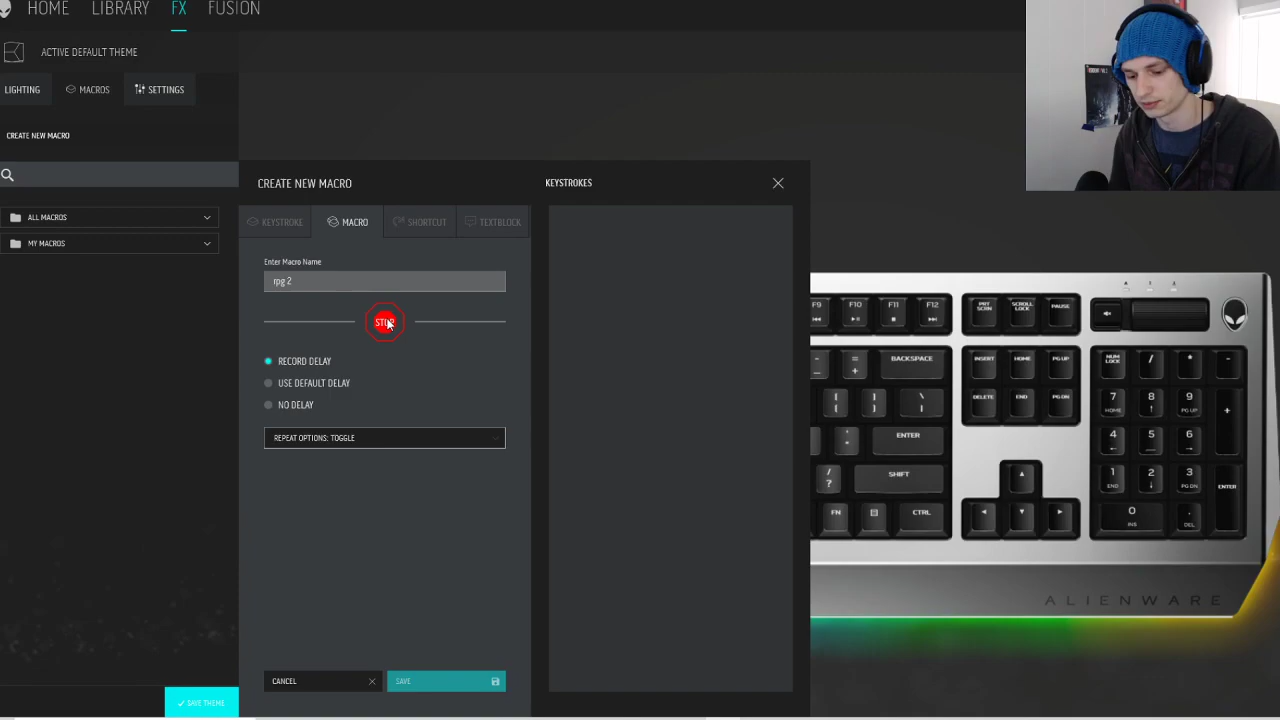 HOME LIBRARY FX FUSION
ACTIVE DEFAULT THEME
LIGHTING MACROS SETTINGS
CREATE NEW MACRO
ALL MACROS
MY MACROS
CREATE NEW MACRO
KEYSTROKES
KEYSTROKE MACRO SHORTCUT TEXTBLOCK
Enter Macro Name
rpg 2
STOP
RECORD DELAY
USE DEFAULT DELAY
NO DELAY
REPEAT OPTIONS: TOGGLE
CANCEL
SAVE
SAVE THEME
F9 F10 F11 F12 PRT SCRN SCROLL LOCK PAUSE
- = + BACKSPACE INSERT HOME PG UP NUM LOCK / * -
[ ] \ DELETE END PG DN 7 HOME 8 9 PG UP +
ENTER 4 5 6
/ ? SHIFT 1 END 2 3 PG DN ENTER
FN CTRL 0 INS . DEL
ALIENWARE